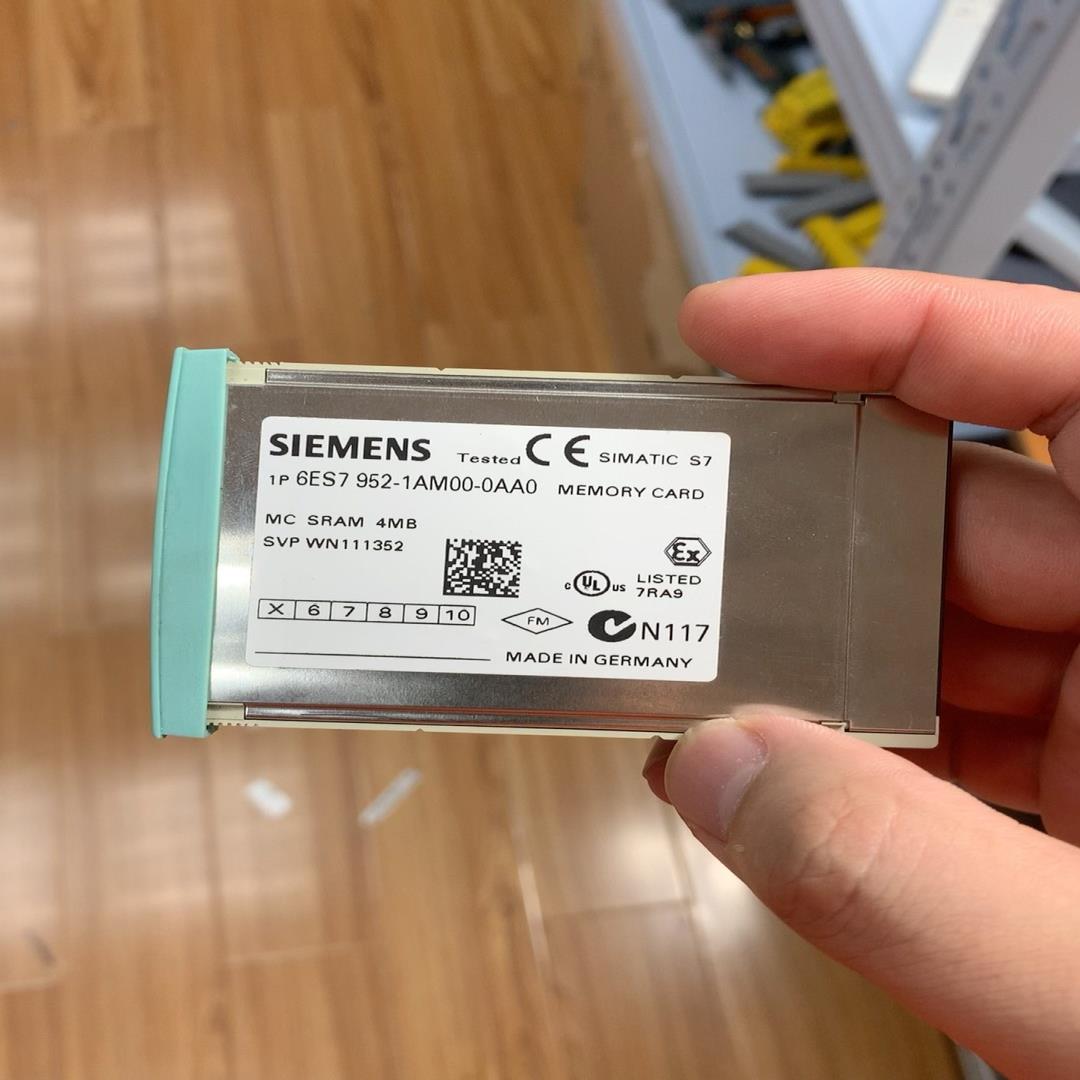 SIEMENS Tested CE SIMATIC S7
1P 6ES7 952-1AM00-0AA0 MEMORY CARD
MC SRAM 4MB
SVP WN111352
Ex
c UL us LISTED
7RA9
X 6 7 8 9 10
FM
N117
MADE IN GERMANY